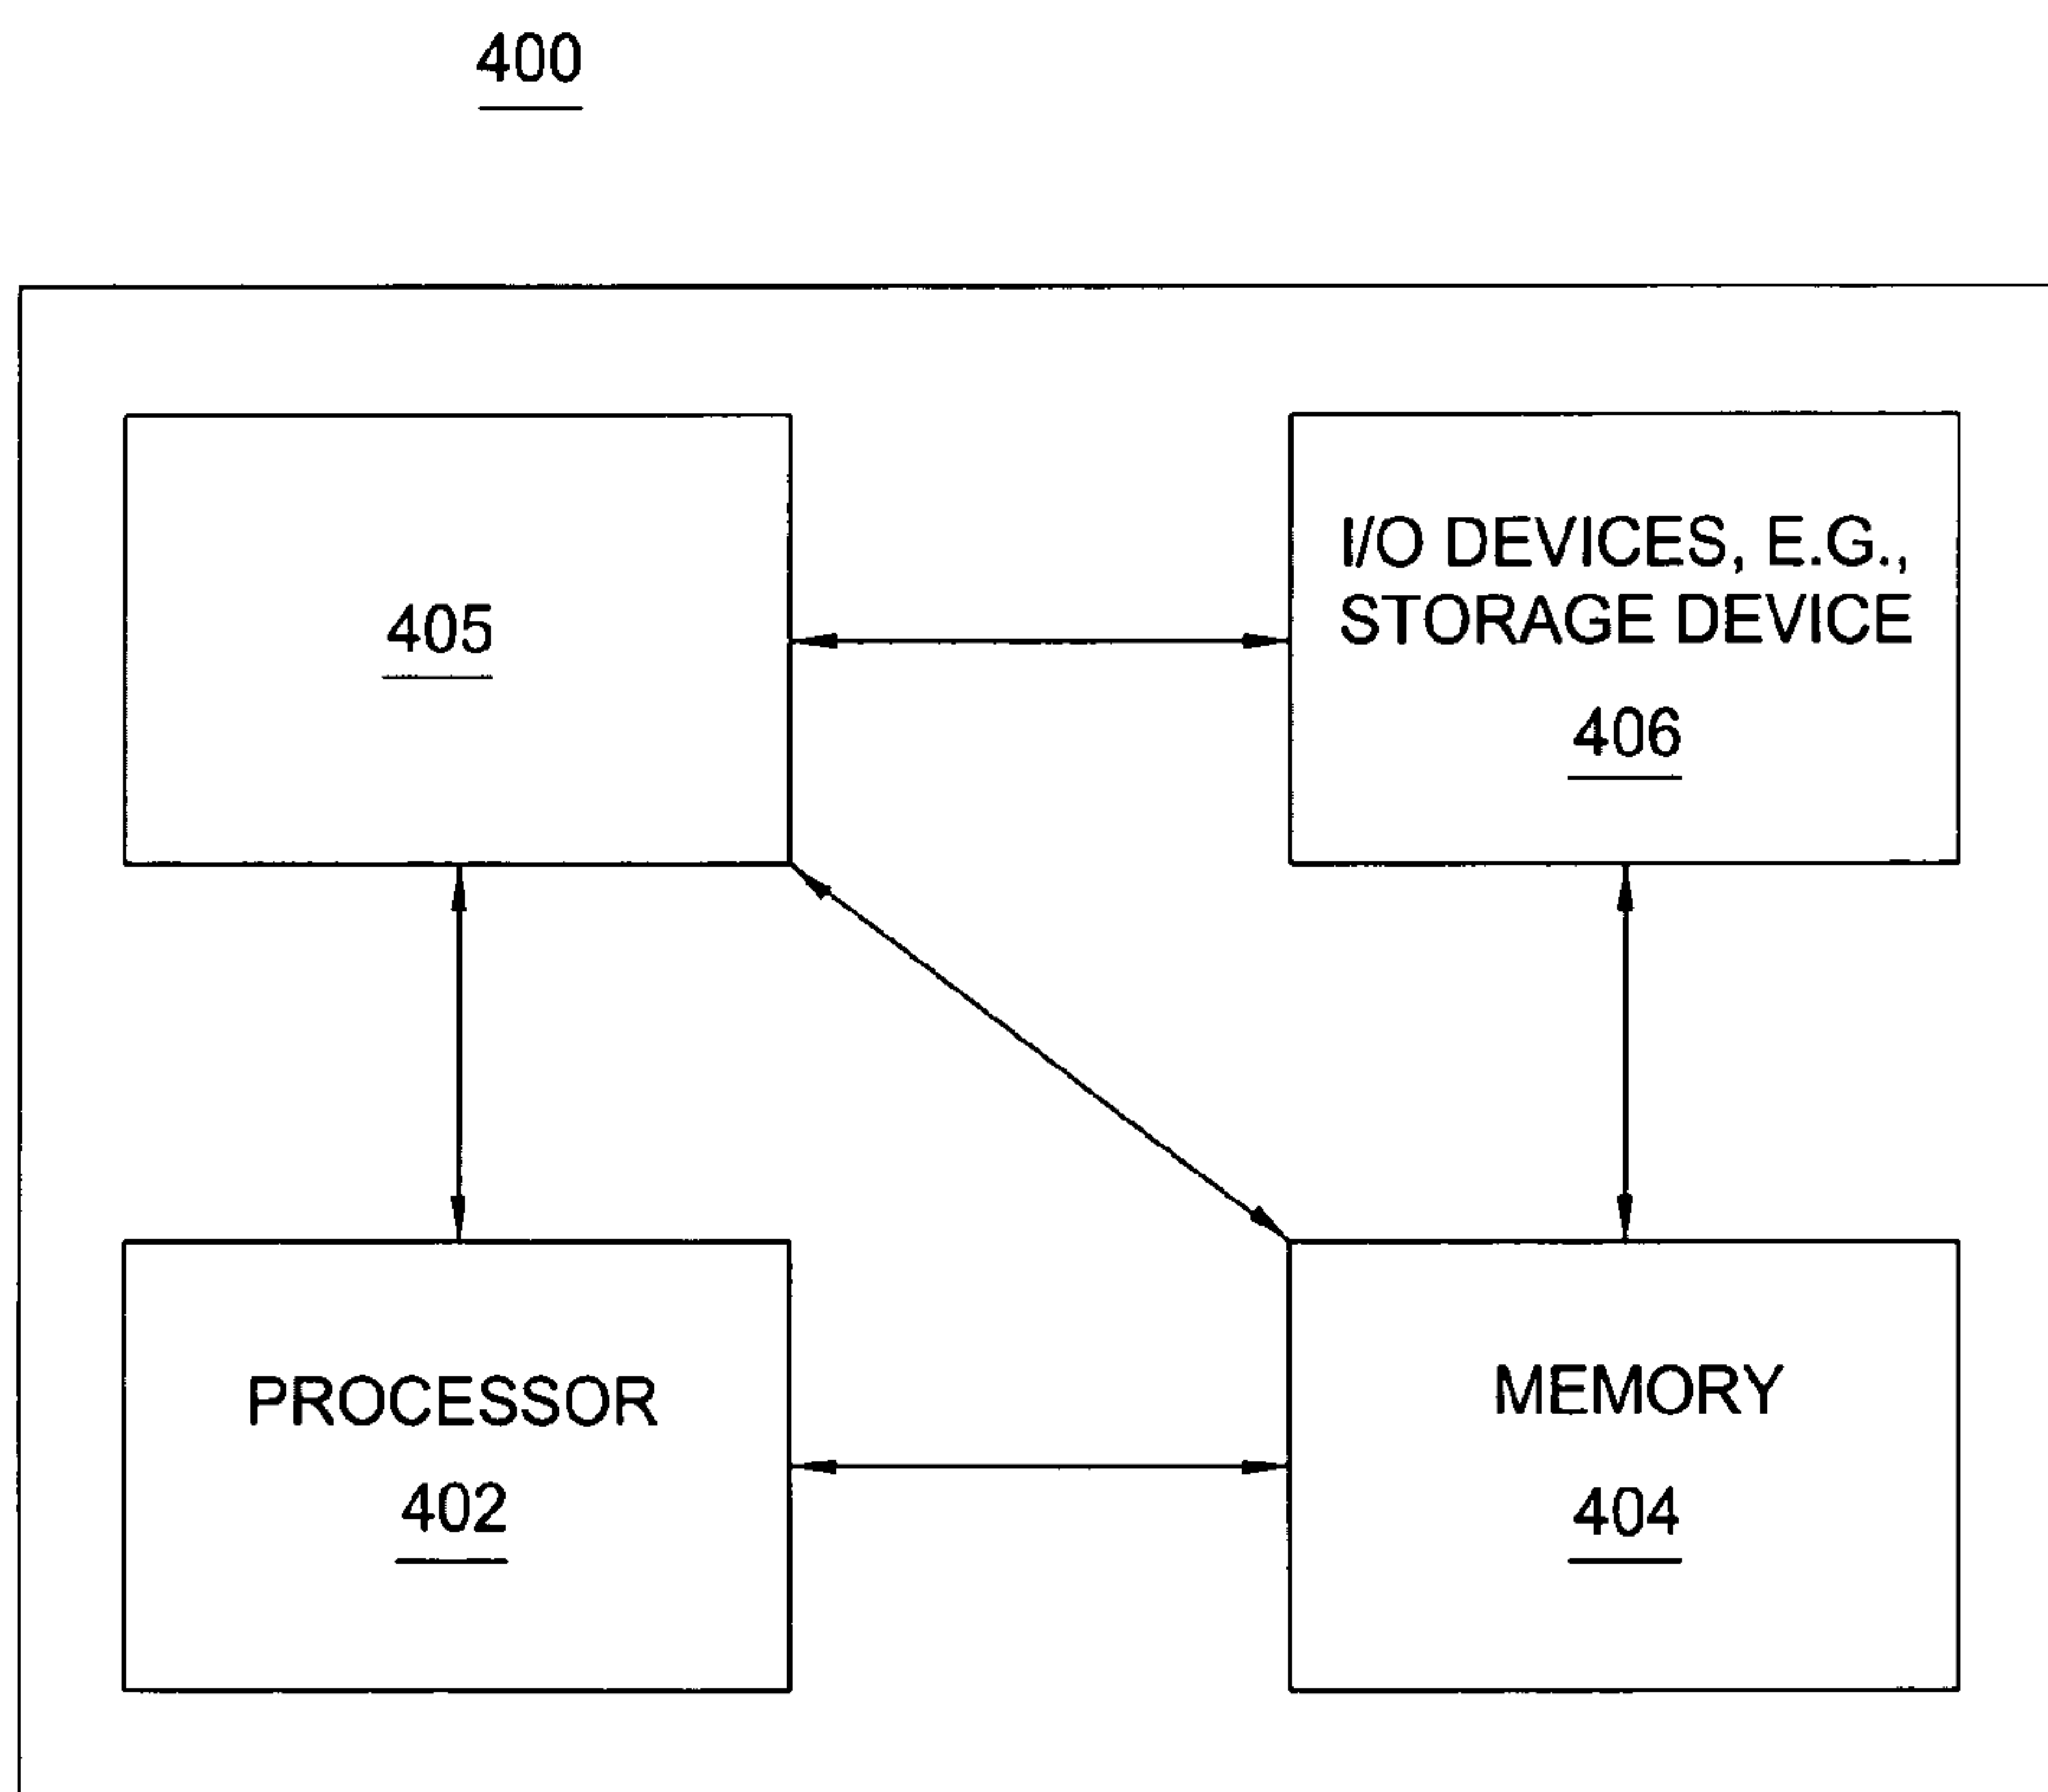 400
405
I/O DEVICES, E.G.,
STORAGE DEVICE
406
PROCESSOR
402
MEMORY
404